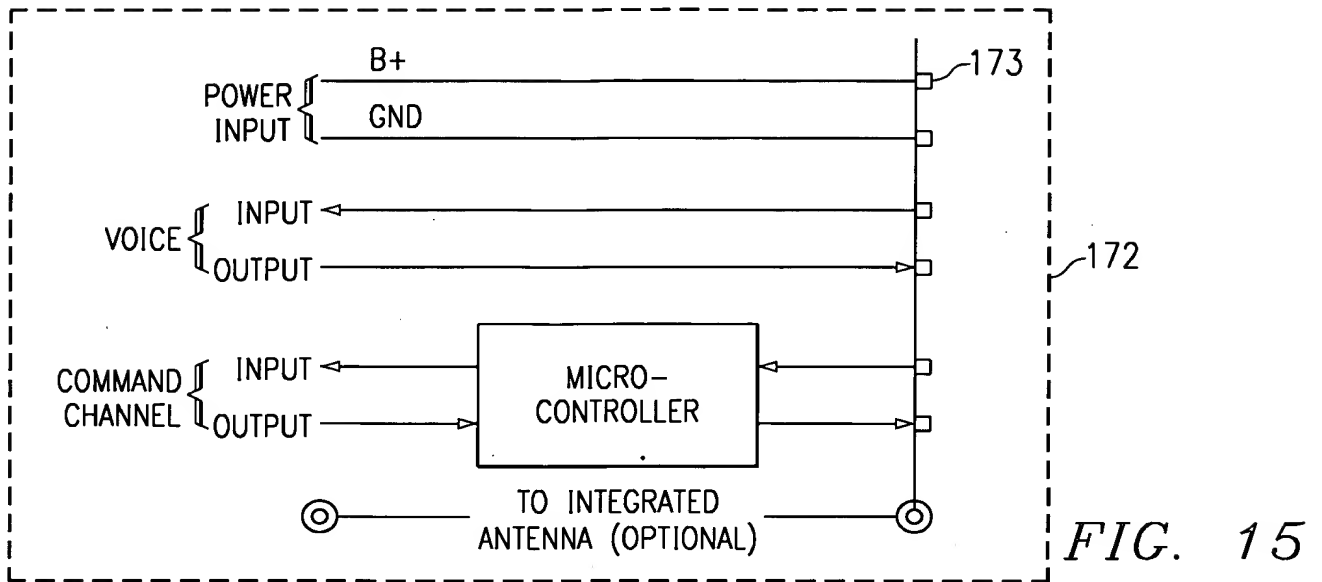 B+
173
POWER
INPUT
GND
INPUT
VOICE
OUTPUT
172
INPUT
COMMAND
CHANNEL
OUTPUT
MICRO-
CONTROLLER
TO INTEGRATED
ANTENNA (OPTIONAL)
FIG. 15